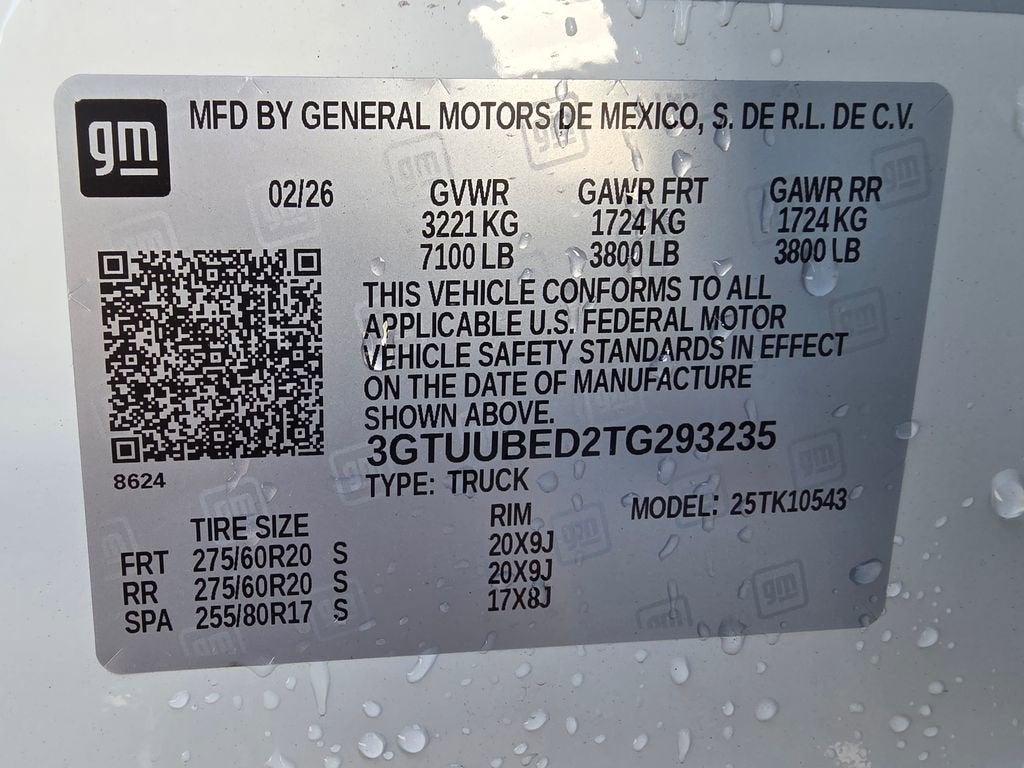 gm
MFD BY GENERAL MOTORS DE MEXICO, S. DE R.L. DE C.V.
02/26 GVWR GAWR FRT GAWR RR
3221 KG 1724 KG 1724 KG
7100 LB 3800 LB 3800 LB
THIS VEHICLE CONFORMS TO ALL
APPLICABLE U.S. FEDERAL MOTOR
VEHICLE SAFETY STANDARDS IN EFFECT
ON THE DATE OF MANUFACTURE
SHOWN ABOVE.
3GTUUBED2TG293235
8624
TYPE: TRUCK
MODEL: 25TK10543
TIRE SIZE RIM
FRT 275/60R20 S 20X9J
RR 275/60R20 S 20X9J
SPA 255/80R17 S 17X8J